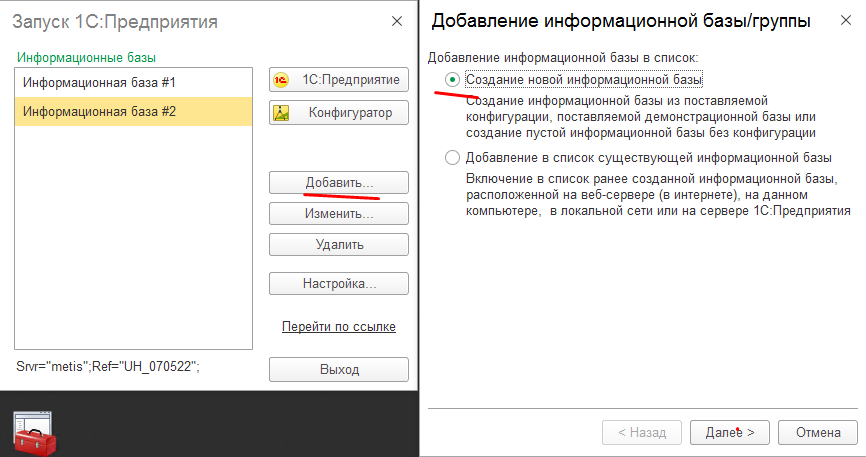 Запуск 1С:Предприятия
Информационные базы
Информационная база #1
Информационная база #2
1С:Предприятие
Конфигуратор
Добавить...
Изменить...
Удалить
Настройка...
Перейти по ссылке
Выход
Srvr="metis";Ref="UH_070522";
Добавление информационной базы/группы
Добавление информационной базы в список:
Создание новой информационной базы
Создание информационной базы из поставляемой
конфигурации, поставляемой демонстрационной базы или
создание пустой информационной базы без конфигурации
Добавление в список существующей информационной базы
Включение в список ранее созданной информационной базы,
расположенной на веб-сервере (в интернете), на данном
компьютере, в локальной сети или на сервере 1С:Предприятия
< Назад
Далее >
Отмена